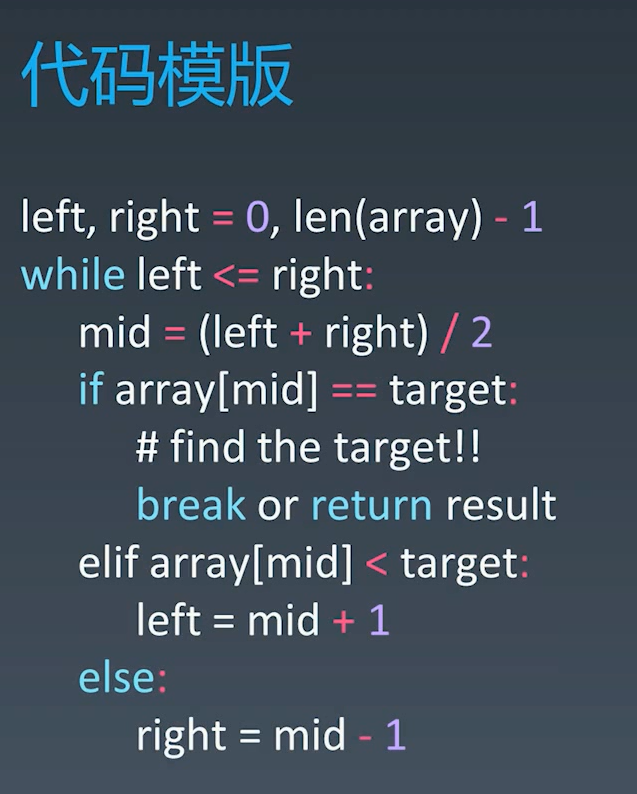 代码模版
left, right = 0, len(array) - 1
while left <= right:
    mid = (left + right) / 2
    if array[mid] == target:
        # find the target!!
        break or return result
    elif array[mid] < target:
        left = mid + 1
    else:
        right = mid - 1